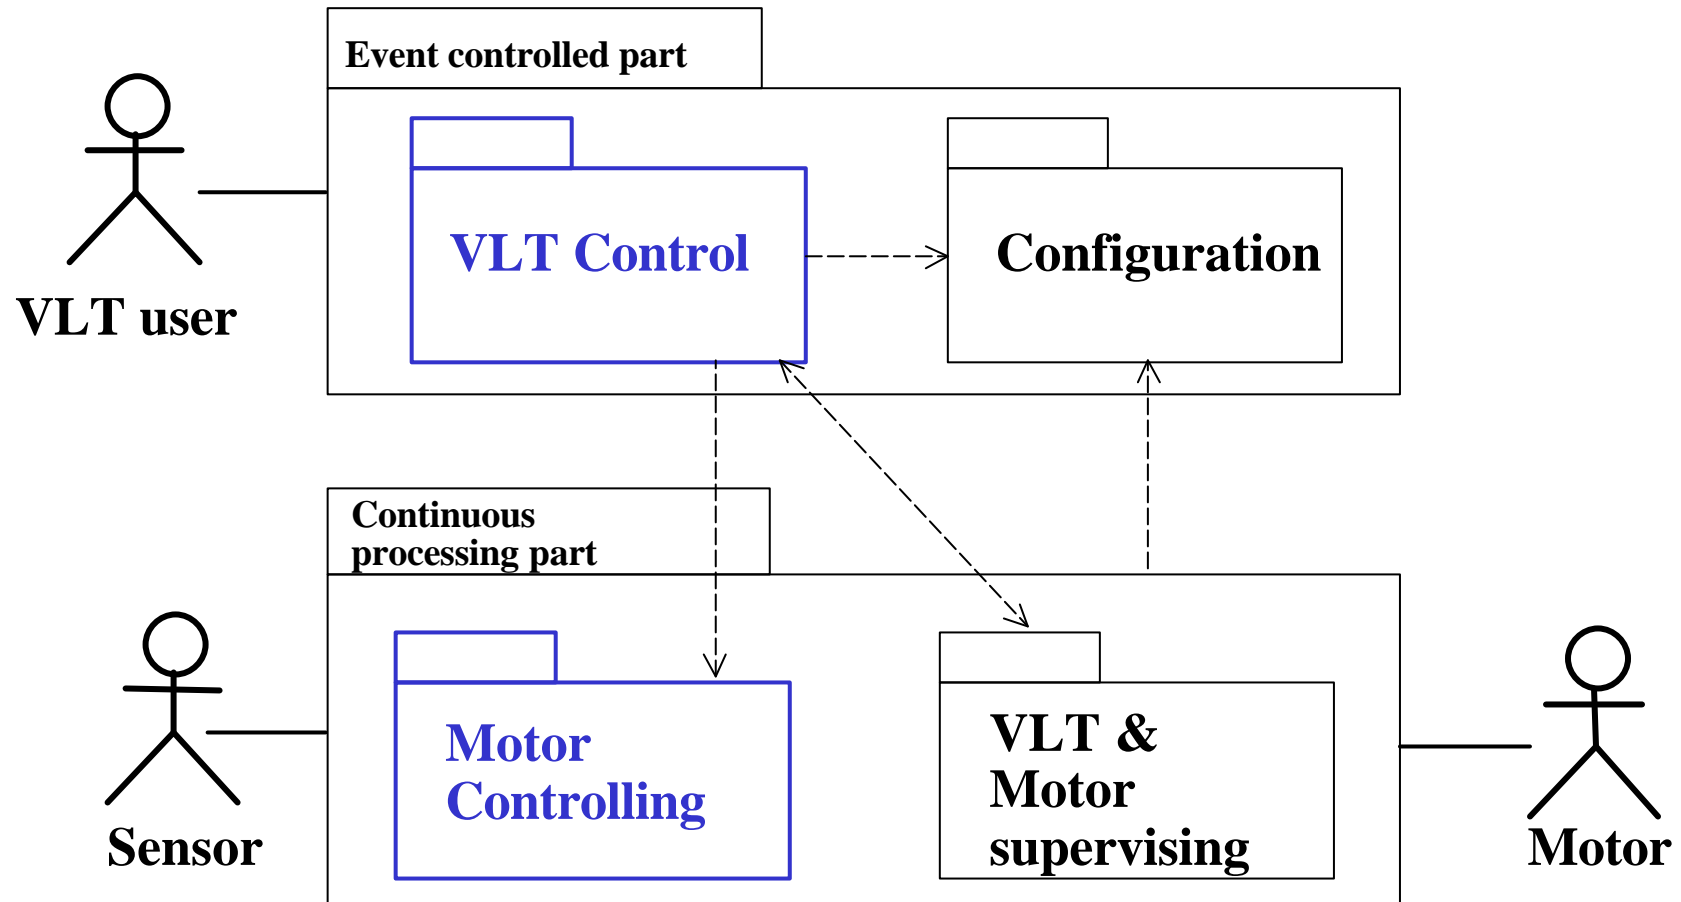 Event controlled part
VLT Control
Configuration
VLT user
Continuous
processing part
Motor
Controlling
VLT &
Motor
supervising
Sensor
Motor